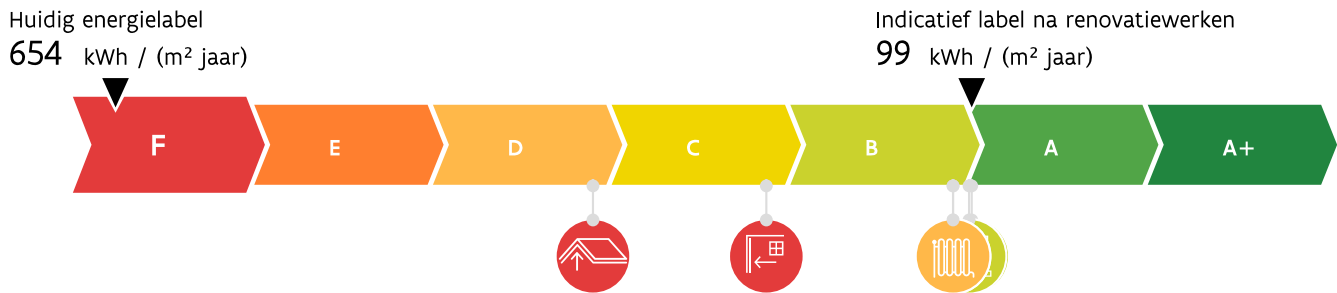 Huidig energielabel
654 kWh / (m² jaar)
Indicatief label na renovatiewerken
99 kWh / (m² jaar)
F E D C B A A+